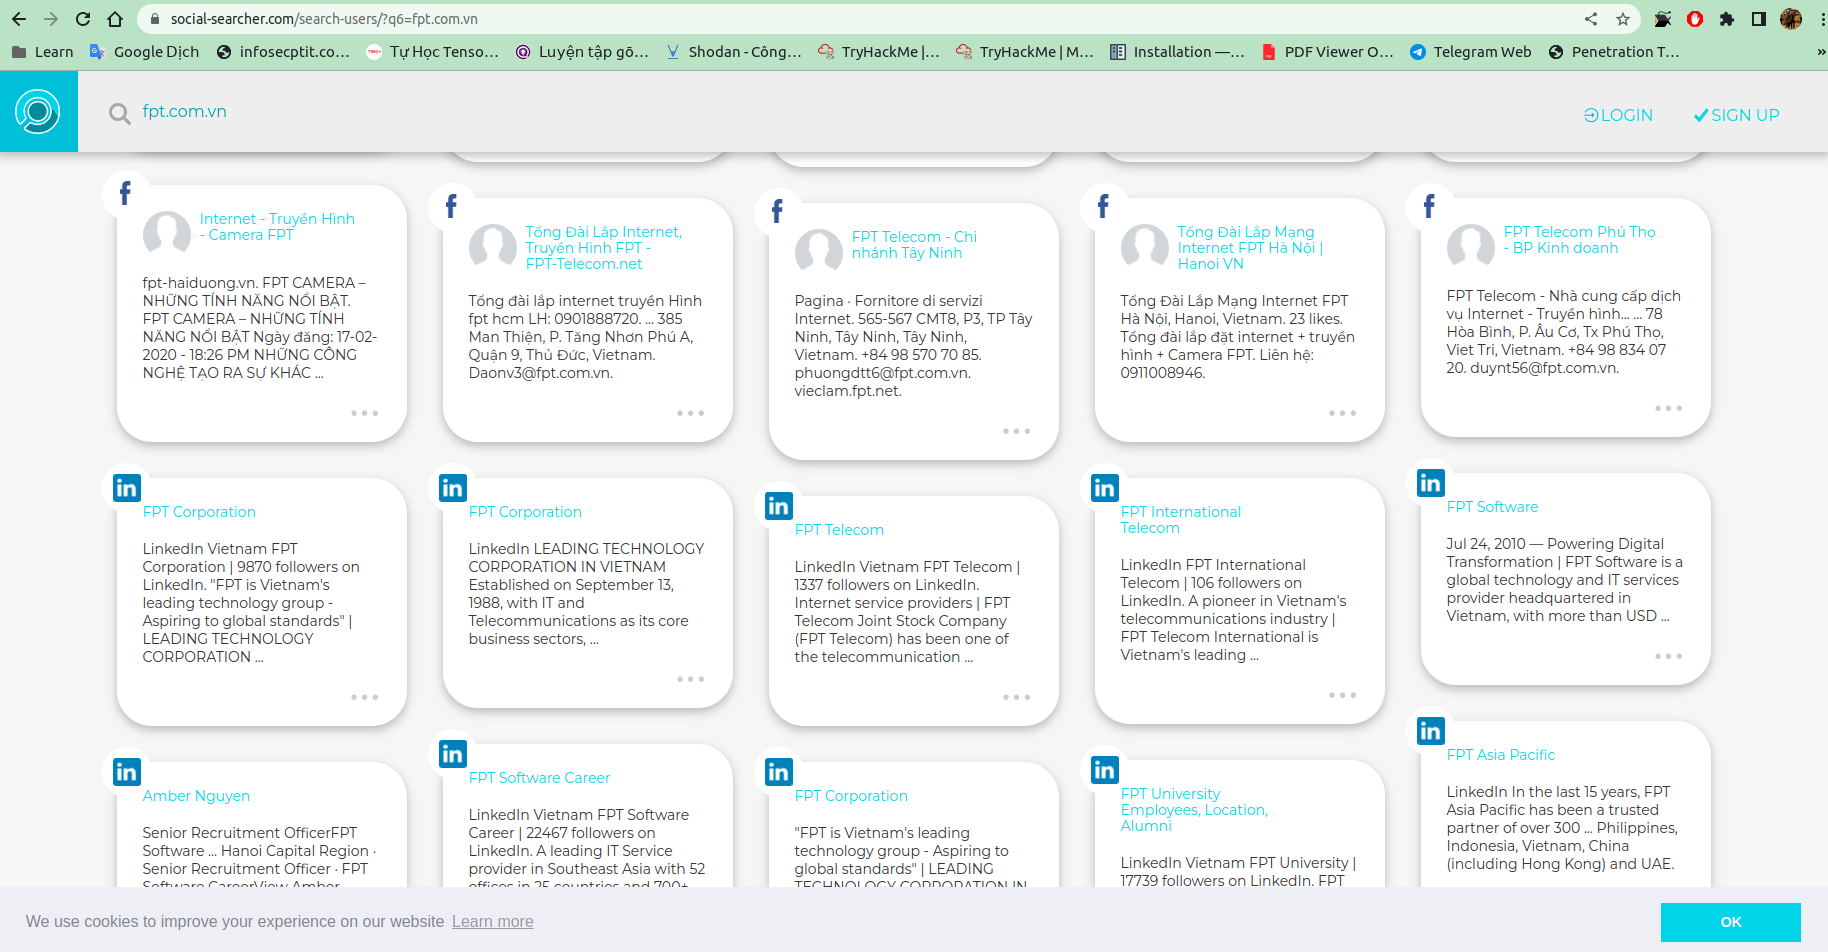 social-searcher.com/search-users/?q6=fpt.com.vn
Learn
Google Dịch
infosecptit.co...
Tự Học Tenso...
Luyện tập gõ...
Shodan - Công...
TryHackMe |...
TryHackMe | M...
Installation —...
PDF Viewer O...
Telegram Web
Penetration T...
»
fpt.com.vn
LOGIN
SIGN UP
Internet - Truyền Hình
- Camera FPT
fpt-haiduong.vn. FPT CAMERA –
NHỮNG TÍNH NĂNG NỔI BẬT.
FPT CAMERA – NHỮNG TÍNH
NĂNG NỔI BẬT Ngày đăng: 17-02-
2020 - 18:26 PM NHỮNG CÔNG
NGHỆ TẠO RA SỰ KHÁC ...
Tổng Đài Lắp Internet,
Truyền Hình FPT -
FPT-Telecom.net
Tổng đài lắp internet truyền Hình
fpt hcm LH: 0901888720. ... 385
Man Thiện, P. Tăng Nhơn Phú A,
Quận 9, Thủ Đức, Vietnam.
Daonv3@fpt.com.vn.
FPT Telecom - Chi
nhánh Tây Ninh
Pagina · Fornitore di servizi
Internet. 565-567 CMT8, P3, TP Tây
Ninh, Tây Ninh, Tây Ninh,
Vietnam. +84 98 570 70 85.
phuongdtt6@fpt.com.vn.
vieclam.fpt.net.
Tổng Đài Lắp Mạng
Internet FPT Hà Nội |
Hanoi VN
Tổng Đài Lắp Mạng Internet FPT
Hà Nội, Hanoi, Vietnam. 23 likes.
Tổng đài lắp đặt internet + truyền
hình + Camera FPT. Liên hệ:
0911008946.
FPT Telecom Phú Thọ
- BP Kinh doanh
FPT Telecom - Nhà cung cấp dịch
vụ Internet - Truyền hình... ... 78
Hòa Bình, P. Âu Cơ, Tx Phú Thọ,
Viet Tri, Vietnam. +84 98 834 07
20. duynt56@fpt.com.vn.
FPT Corporation
LinkedIn Vietnam FPT
Corporation | 9870 followers on
LinkedIn. "FPT is Vietnam's
leading technology group -
Aspiring to global standards" |
LEADING TECHNOLOGY
CORPORATION ...
FPT Corporation
LinkedIn LEADING TECHNOLOGY
CORPORATION IN VIETNAM
Established on September 13,
1988, with IT and
Telecommunications as its core
business sectors, ...
FPT Telecom
LinkedIn Vietnam FPT Telecom |
1337 followers on LinkedIn.
Internet service providers | FPT
Telecom Joint Stock Company
(FPT Telecom) has been one of
the telecommunication ...
FPT International
Telecom
LinkedIn FPT International
Telecom | 106 followers on
LinkedIn. A pioneer in Vietnam's
telecommunications industry |
FPT Telecom International is
Vietnam's leading ...
FPT Software
Jul 24, 2010 — Powering Digital
Transformation | FPT Software is a
global technology and IT services
provider headquartered in
Vietnam, with more than USD ...
Amber Nguyen
Senior Recruitment OfficerFPT
Software ... Hanoi Capital Region ·
Senior Recruitment Officer · FPT
Software CareerView Amber
FPT Software Career
LinkedIn Vietnam FPT Software
Career | 22467 followers on
LinkedIn. A leading IT Service
provider in Southeast Asia with 52
offices in 25 countries and 700+
FPT Corporation
"FPT is Vietnam's leading
technology group - Aspiring to
global standards" | LEADING
TECHNOLOGY CORPORATION IN
FPT University
Employees, Location,
Alumni
LinkedIn Vietnam FPT University |
17739 followers on LinkedIn. FPT
FPT Asia Pacific
LinkedIn In the last 15 years, FPT
Asia Pacific has been a trusted
partner of over 300 ... Philippines,
Indonesia, Vietnam, China
(including Hong Kong) and UAE.
We use cookies to improve your experience on our website Learn more
OK